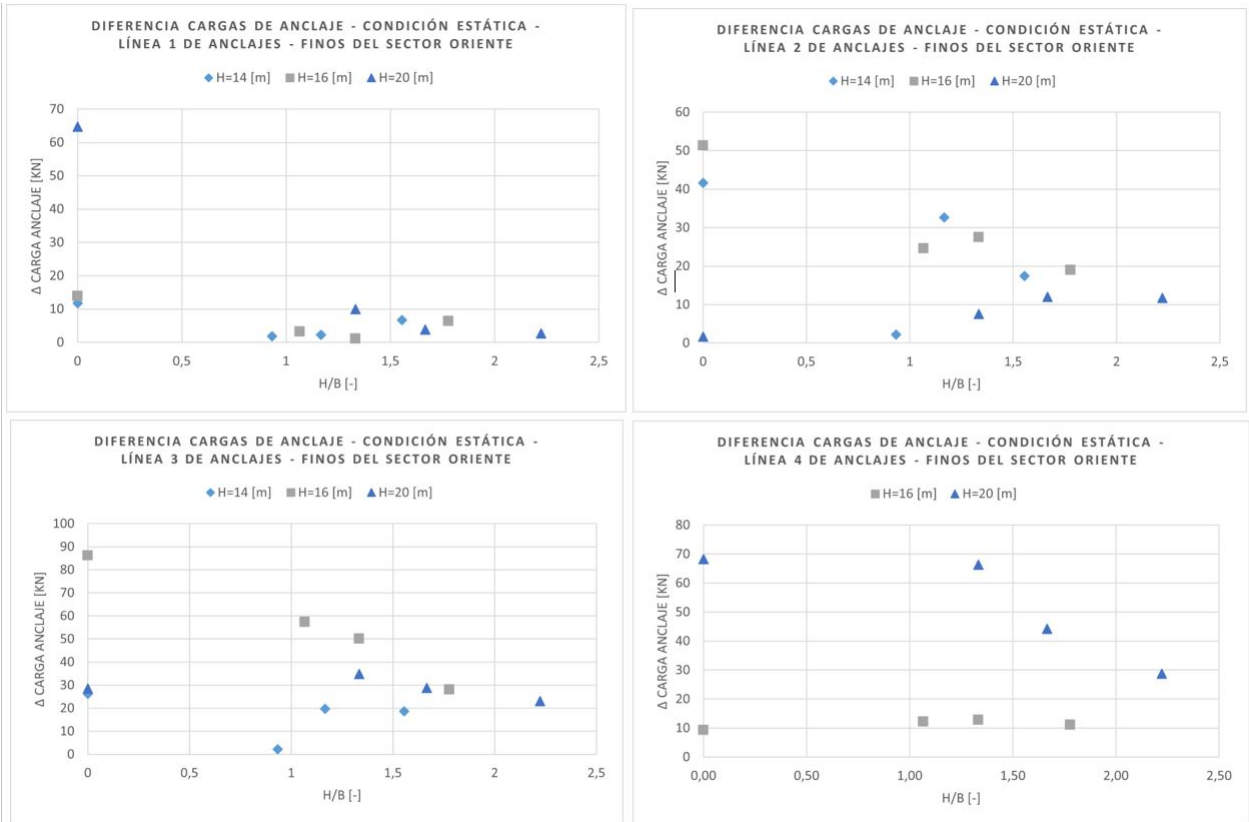 DIFERENCIA CARGAS DE ANCLAJE - CONDICIÓN ESTÁTICA -
LÍNEA 1 DE ANCLAJES - FINOS DEL SECTOR ORIENTE
H=14 [m] H=16 [m] H=20 [m]
Δ CARGA ANCLAJE [KN]
70
60
50
40
30
20
10
0
0 0,5 1 1,5 2 2,5
H/B [-]
DIFERENCIA CARGAS DE ANCLAJE - CONDICIÓN ESTÁTICA -
LÍNEA 2 DE ANCLAJES - FINOS DEL SECTOR ORIENTE
H=14 [m] H=16 [m] H=20 [m]
Δ CARGA ANCLAJE [KN]
60
50
40
30
20
10
0
0 0,5 1 1,5 2 2,5
H/B [-]
DIFERENCIA CARGAS DE ANCLAJE - CONDICIÓN ESTÁTICA -
LÍNEA 3 DE ANCLAJES - FINOS DEL SECTOR ORIENTE
H=14 [m] H=16 [m] H=20 [m]
Δ CARGA ANCLAJE [KN]
100
90
80
70
60
50
40
30
20
10
0
0 0,5 1 1,5 2 2,5
H/B [-]
DIFERENCIA CARGAS DE ANCLAJE - CONDICIÓN ESTÁTICA -
LÍNEA 4 DE ANCLAJES - FINOS DEL SECTOR ORIENTE
H=16 [m] H=20 [m]
Δ CARGA ANCLAJE [KN]
80
70
60
50
40
30
20
10
0
0,00 0,50 1,00 1,50 2,00 2,50
H/B [-]